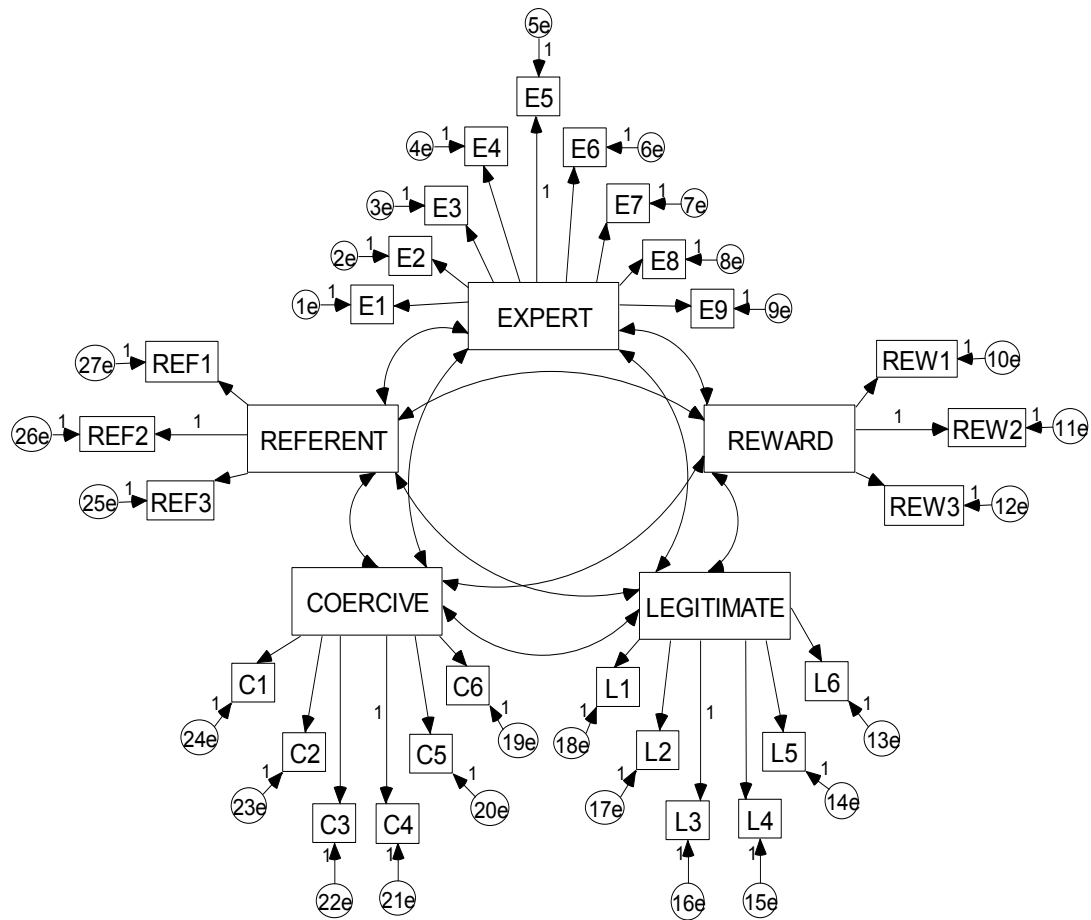 5e
1
E5
1
4e
1
E4
E6
1
6e
3e
1
E3
E7
1
7e
2e
1
E2
E8
1
8e
1e
1
E1
EXPERT
E9
1
9e
27e
1
REF1
REW1
1
10e
26e
1
REF2
1
REFERENT
REWARD
1
REW2
1
11e
25e
1
REF3
REW3
1
12e
COERCIVE
LEGITIMATE
C1
1
24e
C6
1
19e
L1
1
18e
L6
1
13e
C2
1
23e
1
C5
1
20e
L2
1
17e
1
L5
1
14e
C3
1
22e
C4
1
21e
L3
1
16e
L4
1
15e